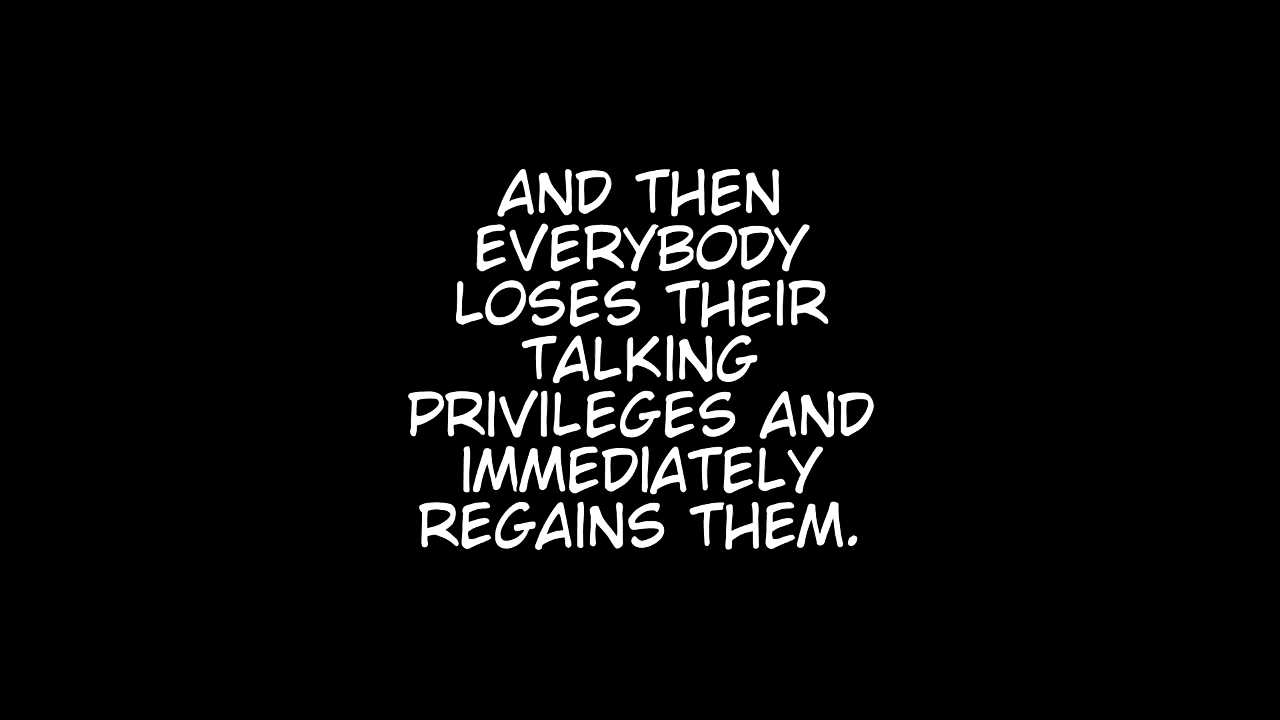 AND THEN
EVERYBODY
LOSES THEIR
TALKING
PRIVILEGES AND
IMMEDIATELY
REGAINS THEM.